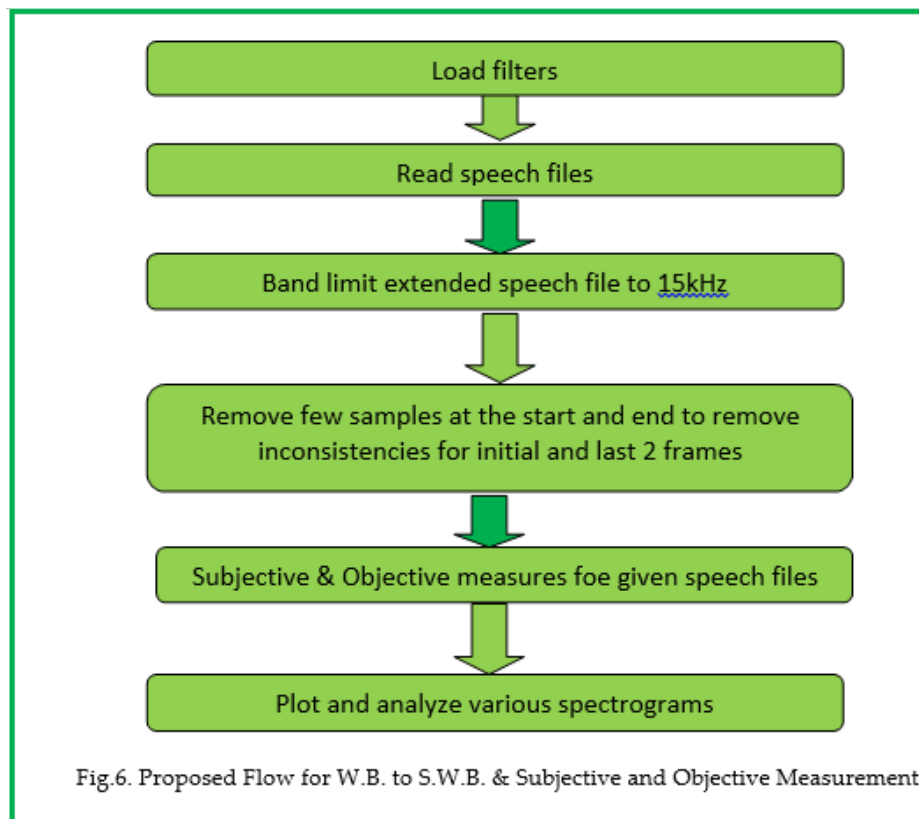 Load filters
Read speech files
Band limit extended speech file to 15kHz
Remove few samples at the start and end to remove
inconsistencies for initial and last 2 frames
Subjective & Objective measures foe given speech files
Plot and analyze various spectrograms
Fig.6. Proposed Flow for W.B. to S.W.B. & Subjective and Objective Measurement